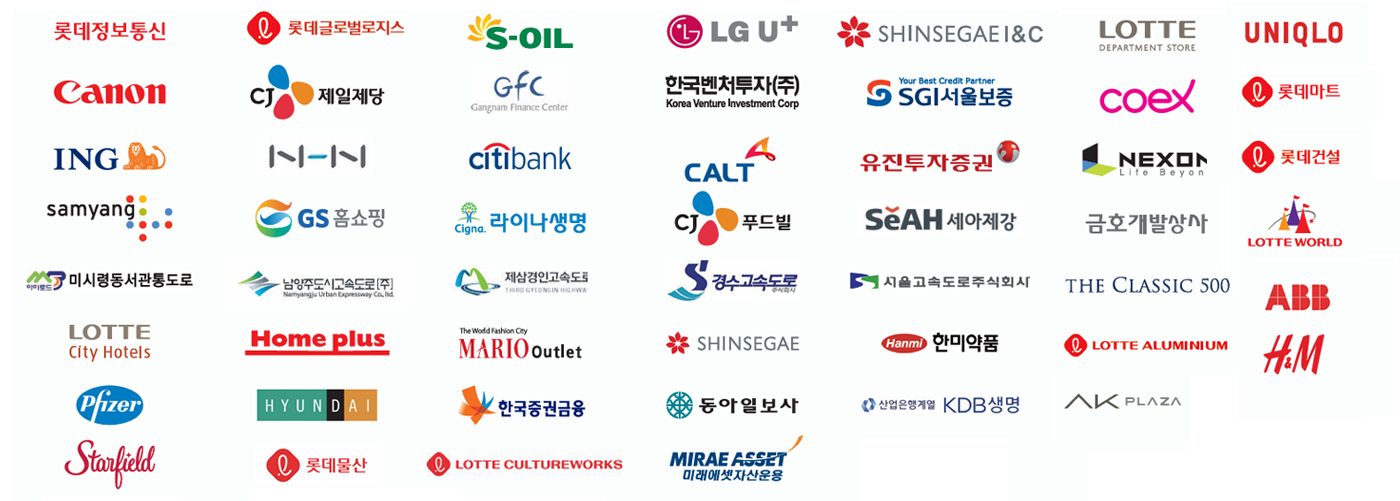 롯데정보통신
롯데글로벌로지스
S-OIL
LG U+
SHINSEGAE I&C
LOTTE
DEPARTMENT STORE
UNIQLO
Canon
CJ 제일제당
GFC
Gangnam Finance Center
한국벤처투자(주)
Korea Venture Investment Corp
Your Best Credit Partner
SGI서울보증
coex
롯데마트
ING
citibank
CALT
유진투자증권
NEXON
Life Beyon
롯데건설
samyang
GS 홈쇼핑
Cigna. 라이나생명
CJ 푸드빌
SeAH 세아제강
금호개발상사
LOTTE WORLD
미시령동서관통도로
남양주도시고속도로(주)
Namyangju Urban Expressway Co., ltd.
제삼경인고속도로
THIRD GYEONGIN HIGHWAY
경수고속도로
주식회사
서울고속도로주식회사
THE CLASSIC 500
ABB
LOTTE
City Hotels
Home plus
The World Fashion City
MARIO Outlet
SHINSEGAE
Hanmi 한미약품
LOTTE ALUMINIUM
H&M
Pfizer
HYUNDAI
한국증권금융
동아일보사
산업은행계열 KDB생명
AK PLAZA
Starfield
롯데물산
LOTTE CULTUREWORKS
MIRAE ASSET
미래에셋자산운용